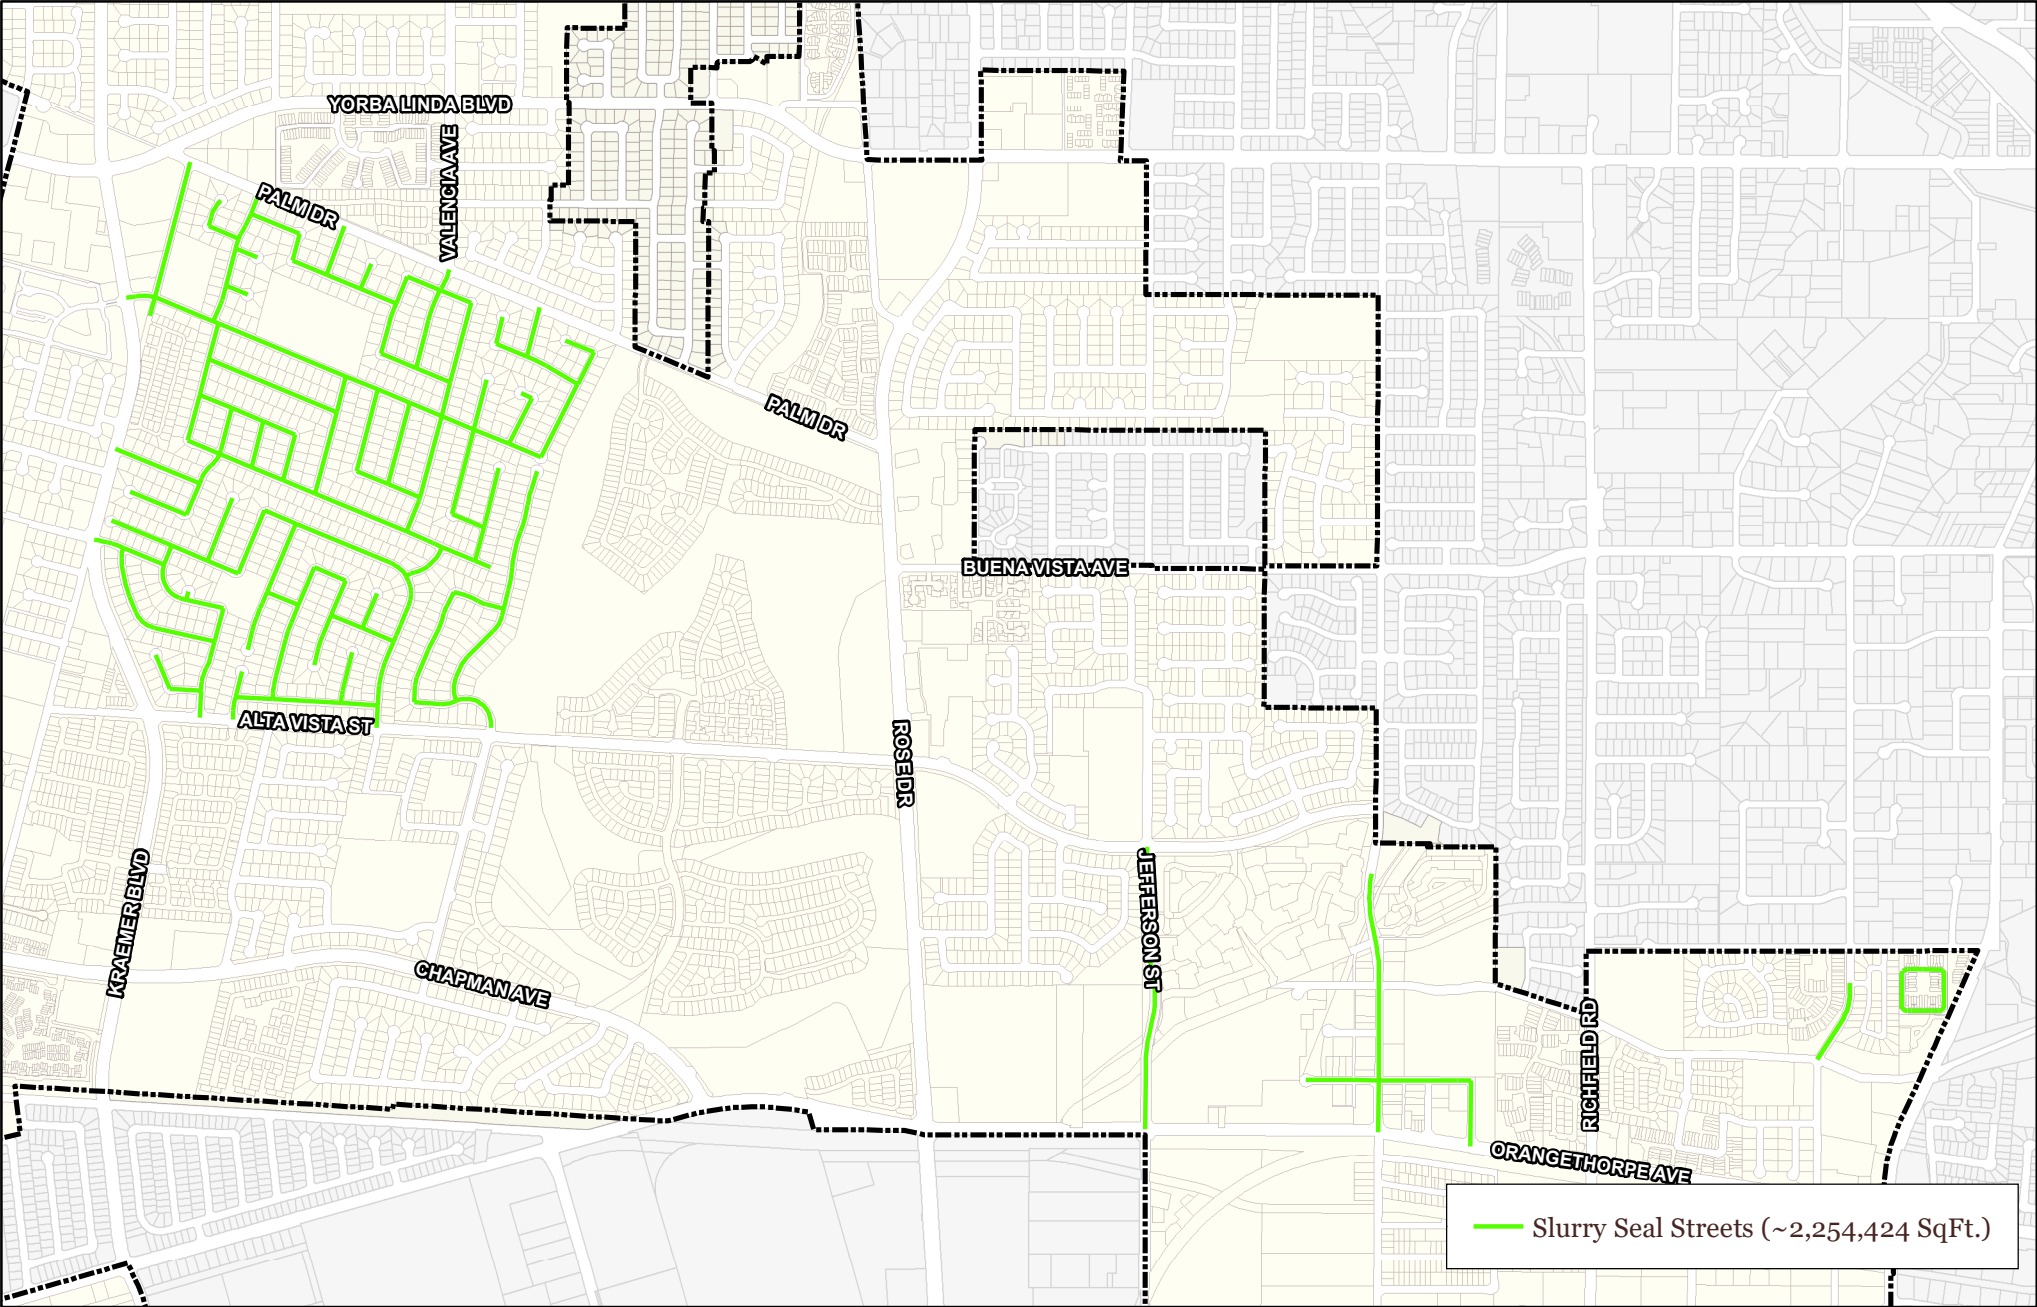 YORBA LINDA BLVD
VALENCIA AVE
PALM DR
PALM DR
BUENA VISTA AVE
ALTA VISTA ST
ROSE DR
KRAEMER BLVD
JEFFERSON ST
CHAPMAN AVE
RICHFIELD RD
ORANGETHORPE AVE
Slurry Seal Streets (~2,254,424 SqFt.)